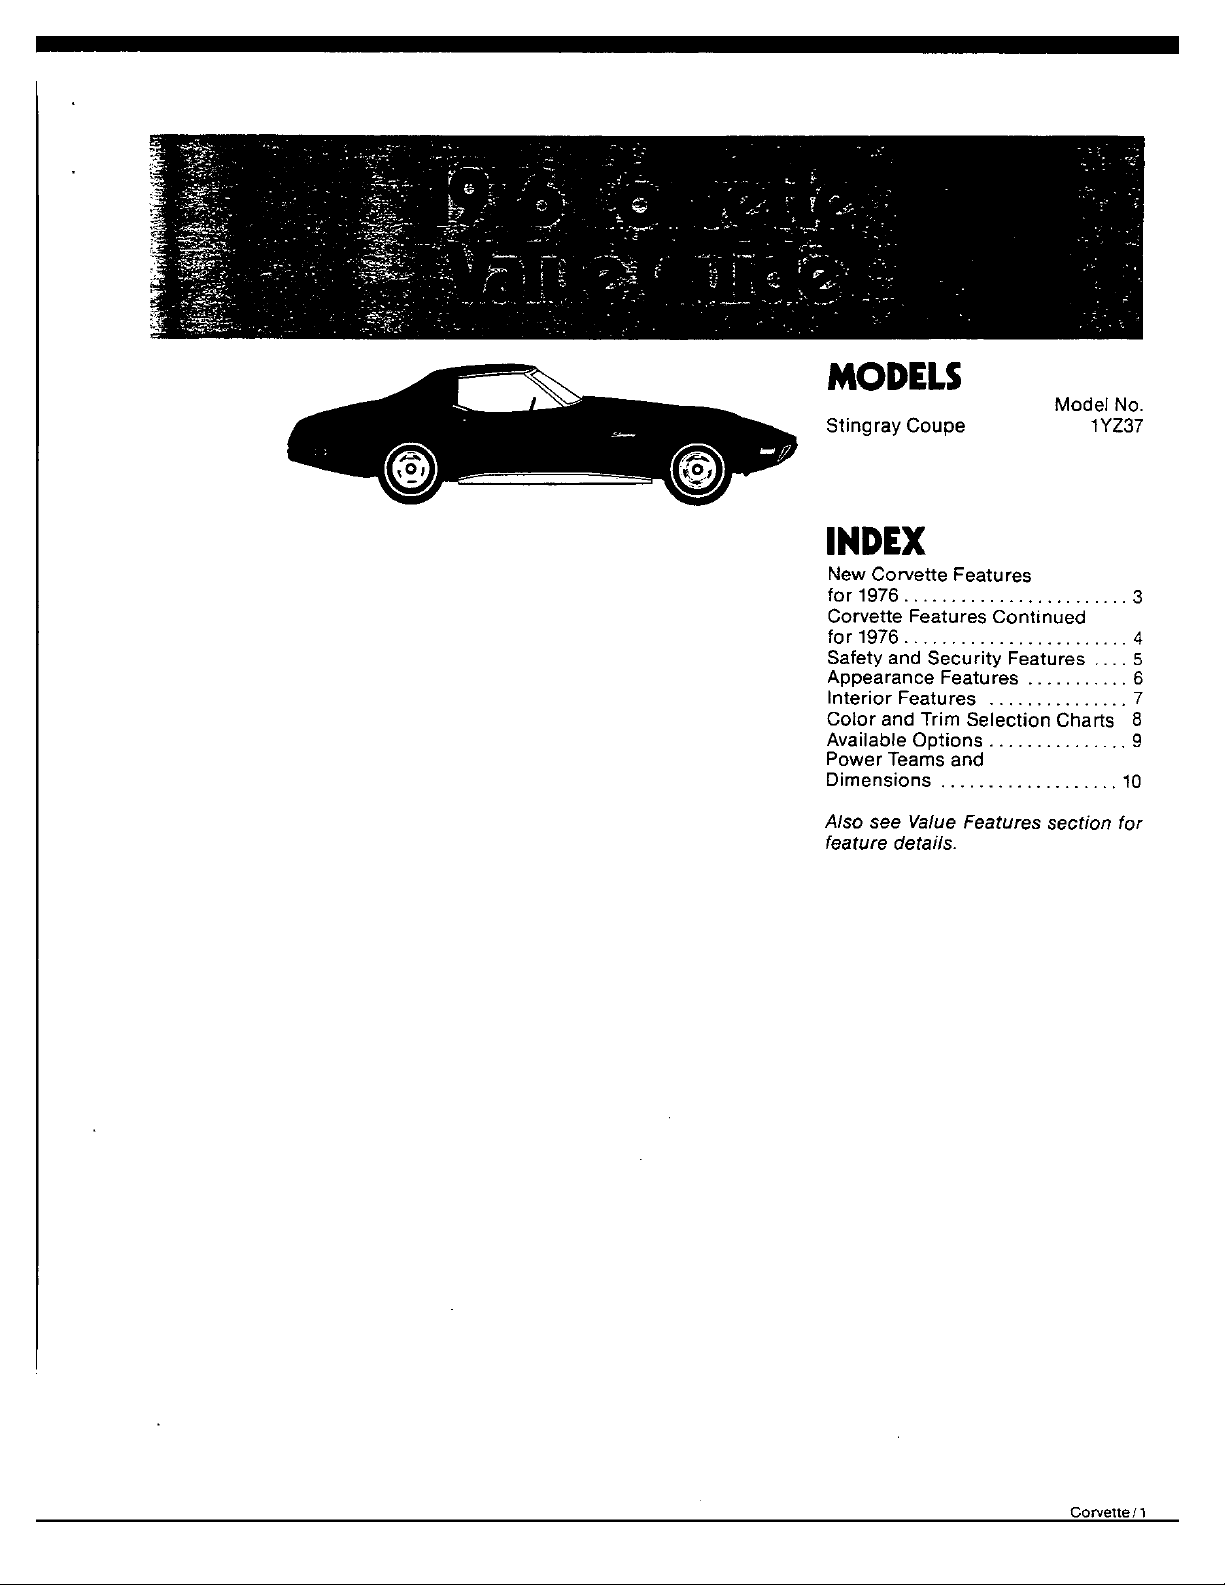 Value Guide
MODELS
Model No.
Stingray Coupe 1YZ37
INDEX
New Corvette Features
for 1976 ........................ 3
Corvette Features Continued
for 1976 ........................ 4
Safety and Security Features .... 5
Appearance Features ........... 6
Interior Features ............... 7
Color and Trim Selection Charts 8
Available Options ............... 9
Power Teams and
Dimensions ................... 10
Also see Value Features section for
feature details.
Corvette / 1